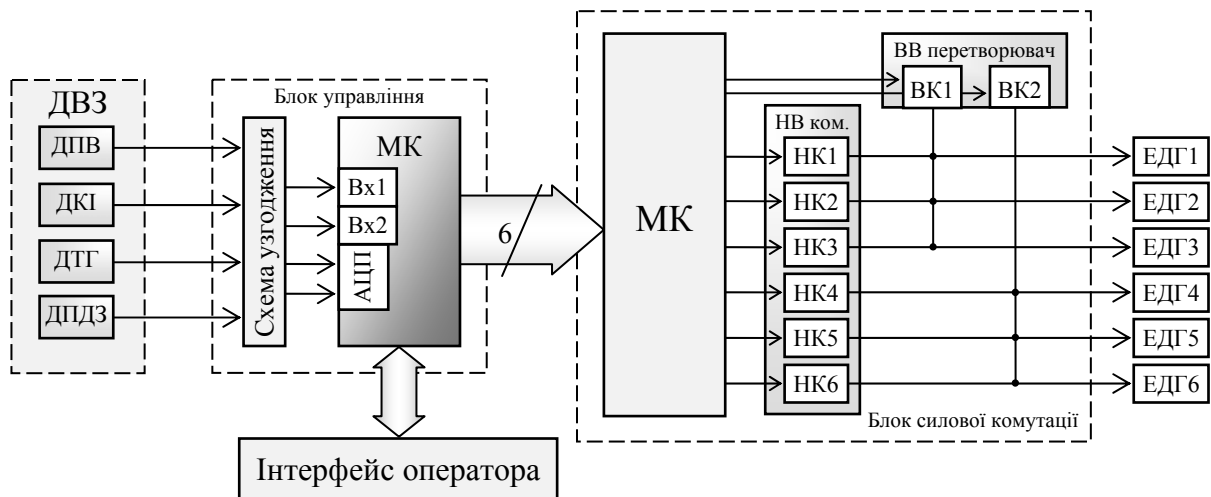 ДВЗ
ДПВ
ДКІ
ДТГ
ДПДЗ
Блок управління
Схема узгодження
МК
Вх1
Вх2
АЦП
6
Інтерфейс оператора
МК
ВВ перетворювач
ВК1
ВК2
НВ ком.
НК1
НК2
НК3
НК4
НК5
НК6
Блок силової комутації
ЕДГ1
ЕДГ2
ЕДГ3
ЕДГ4
ЕДГ5
ЕДГ6